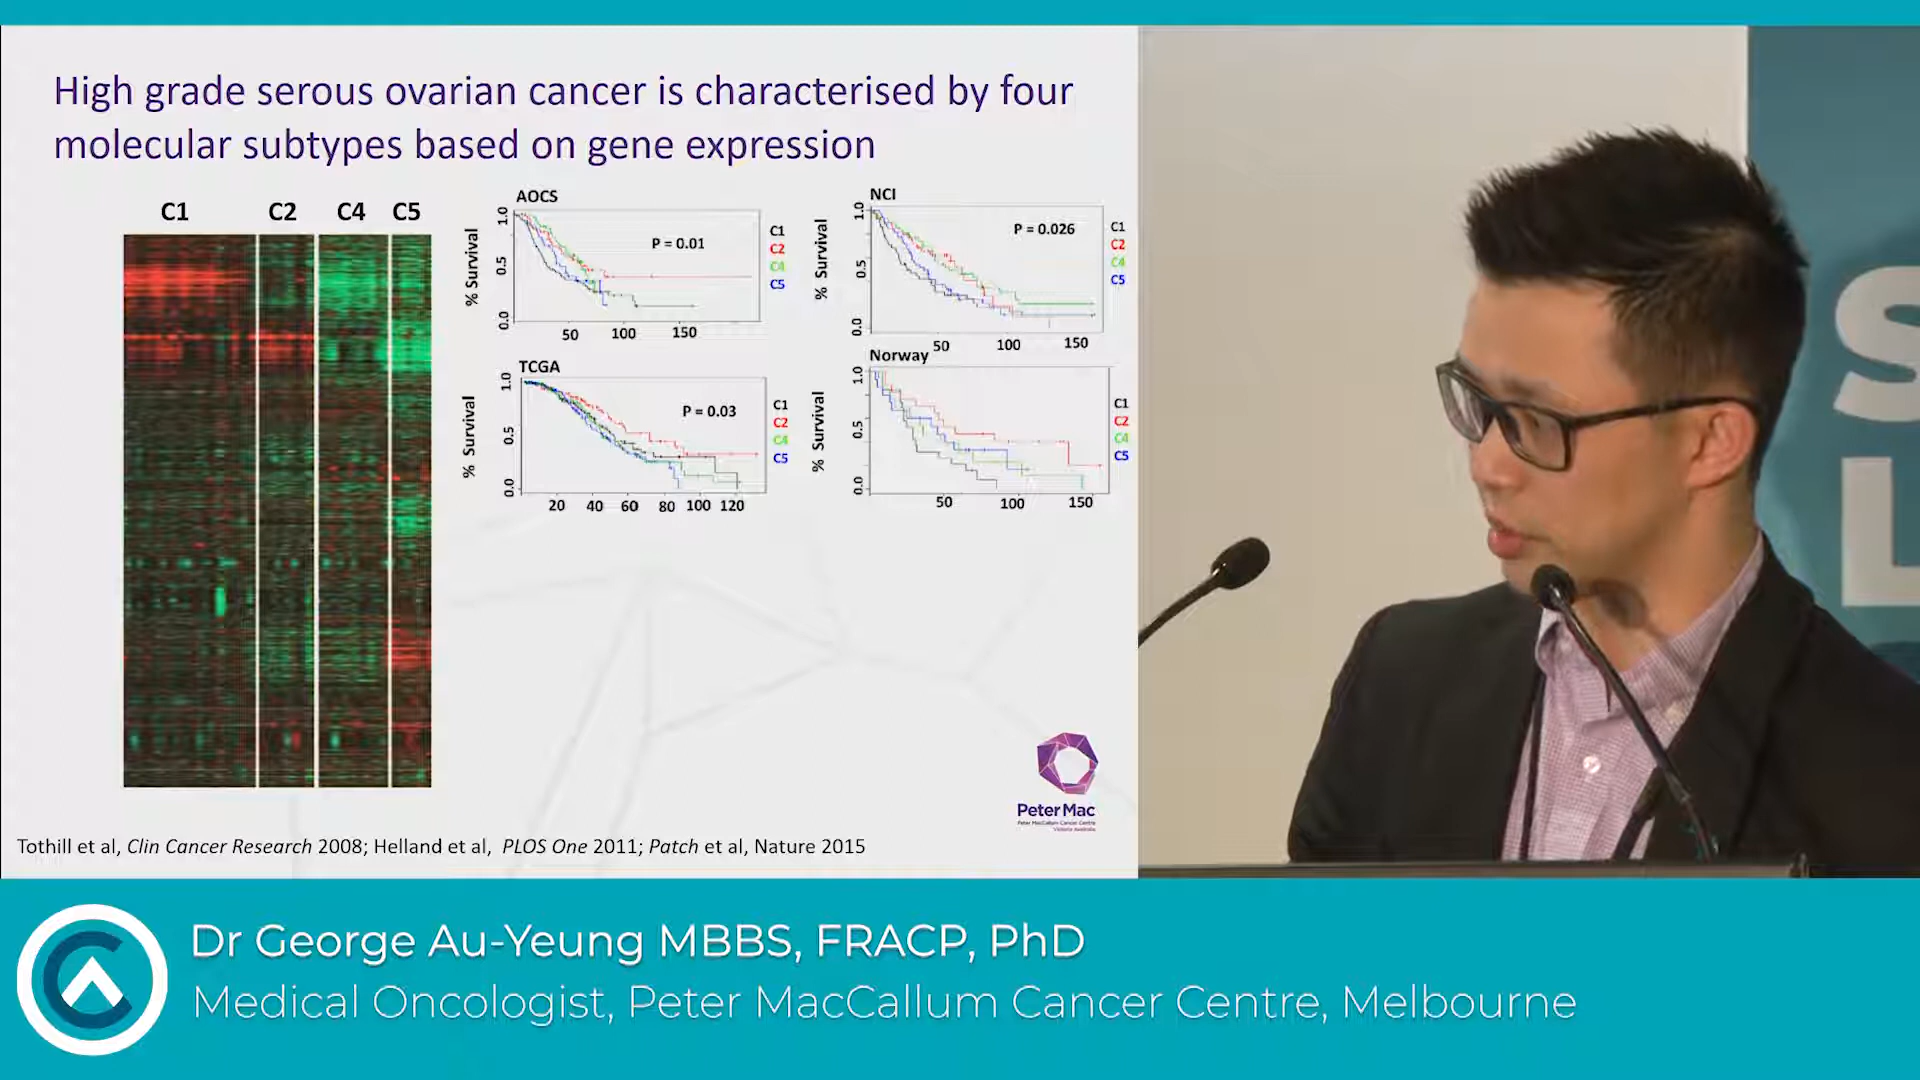 High grade serous ovarian cancer is characterised by four
molecular subtypes based on gene expression
C1 C2 C4 C5
AOCS
% Survival
1.0
0.5
0.0
P = 0.01
C1
C2
C4
C5
50 100 150
NCI
% Survival
1.0
0.5
0.0
P = 0.026
C1
C2
C4
C5
50 100 150
TCGA
% Survival
1.0
0.5
0.0
P = 0.03
C1
C2
C4
C5
20 40 60 80 100 120
Norway
% Survival
1.0
0.5
0.0
C1
C2
C4
C5
50 100 150
Peter Mac
Peter MacCallum Cancer Centre
Victoria Australia
Tothill et al, Clin Cancer Research 2008; Helland et al, PLOS One 2011; Patch et al, Nature 2015
S
L
Dr George Au-Yeung MBBS, FRACP, PhD
Medical Oncologist, Peter MacCallum Cancer Centre, Melbourne